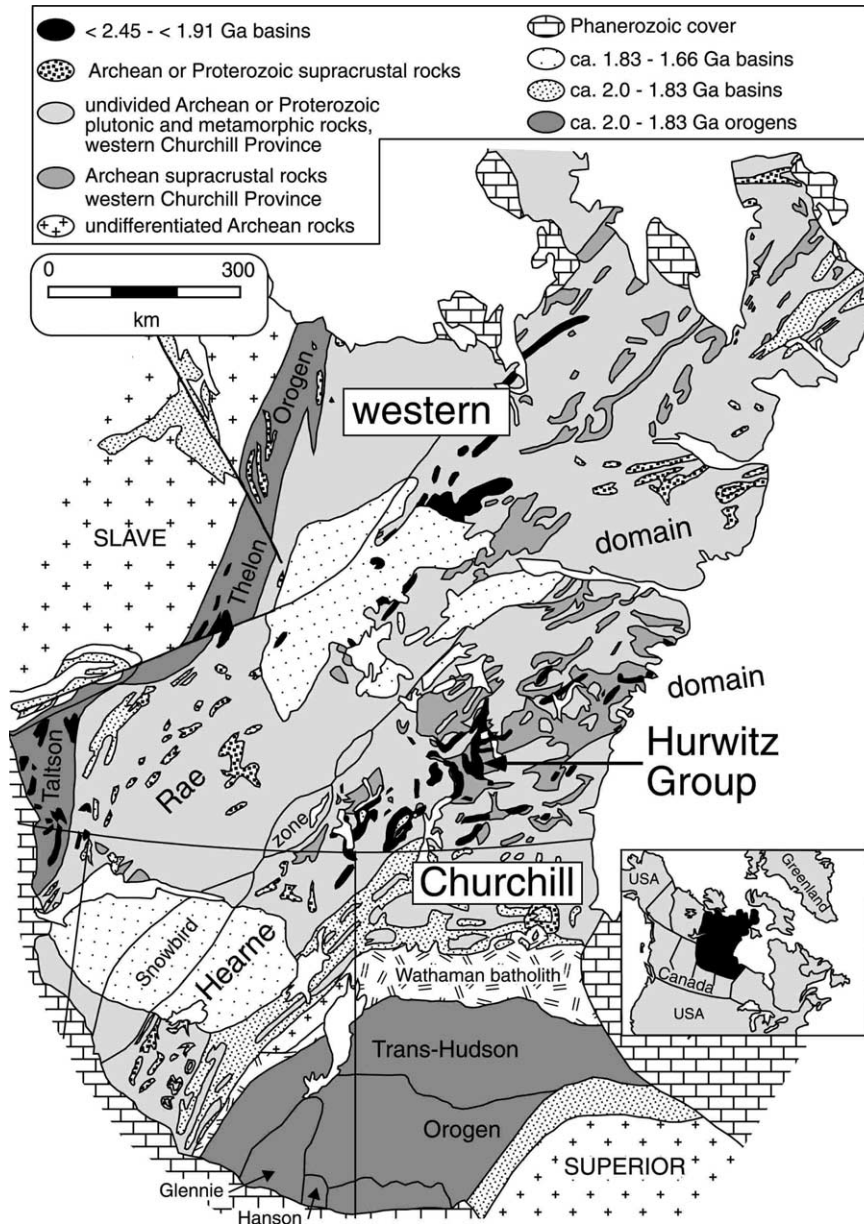 < 2.45 - < 1.91 Ga basins
Archean or Proterozoic supracrustal rocks
undivided Archean or Proterozoic
plutonic and metamorphic rocks,
western Churchill Province
Archean supracrustal rocks
western Churchill Province
undifferentiated Archean rocks
Phanerozoic cover
ca. 1.83 - 1.66 Ga basins
ca. 2.0 - 1.83 Ga basins
ca. 2.0 - 1.83 Ga orogens
0 300
km
Orogen
western
SLAVE
domain
Thelon
domain
Taltson
Rae
Hurwitz
Group
zone
Churchill
Snowbird
Hearne
Wathaman batholith
Greenland
USA
Canada
USA
Trans-Hudson
Orogen
SUPERIOR
Glennie
Hanson